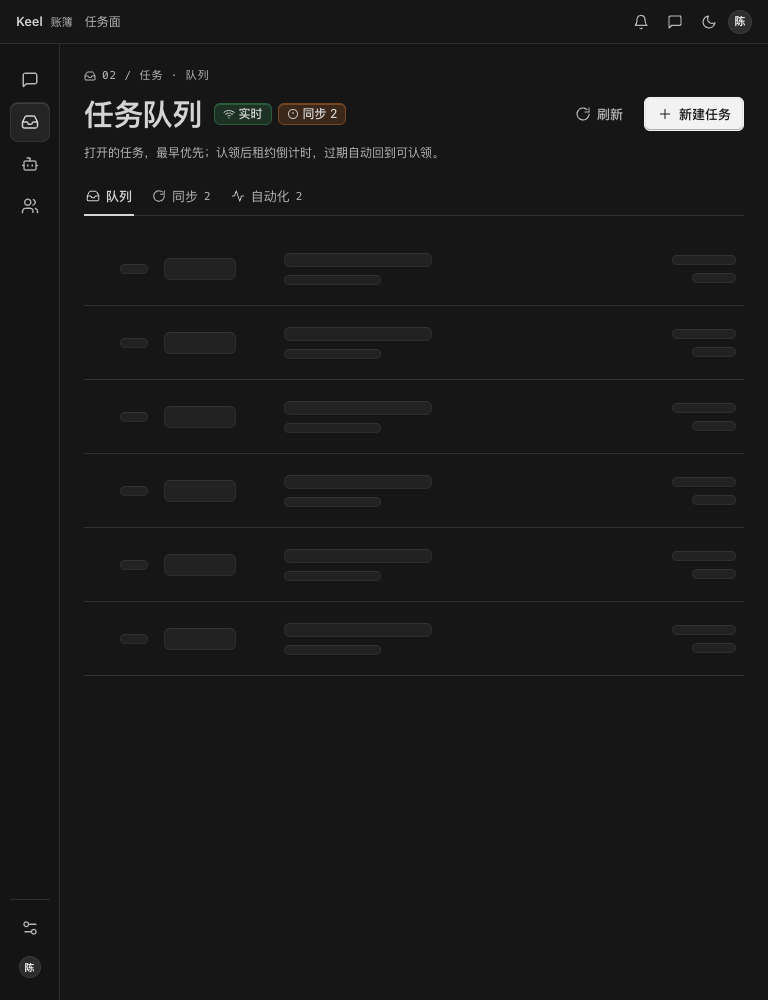 Keel 账簿 任务面
陈
02 / 任务 · 队列
任务队列 实时 同步 2
刷新 新建任务
打开的任务，最早优先；认领后租约倒计时，过期自动回到可认领。
队列 同步 2 自动化 2
陈